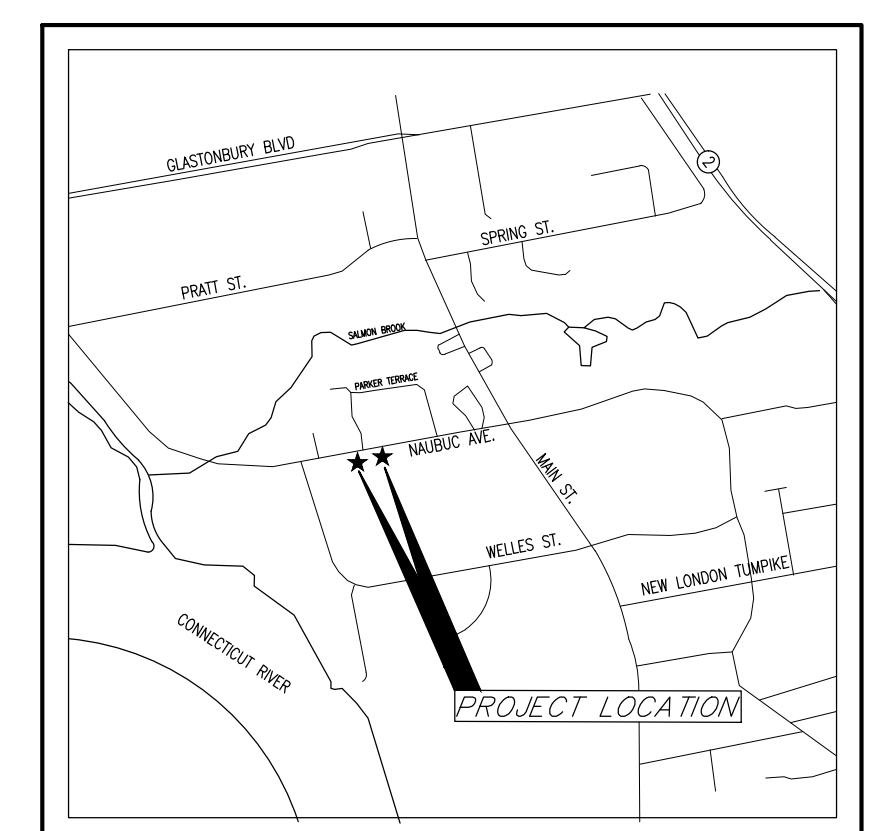 GLASTONBURY BLVD
2
SPRING ST.
PRATT ST.
SALMON BROOK
PARKER TERRACE
NAUBUC AVE.
MAIN ST.
WELLES ST.
NEW LONDON TUMPIKE
CONNECTICUT RIVER
PROJECT LOCATION